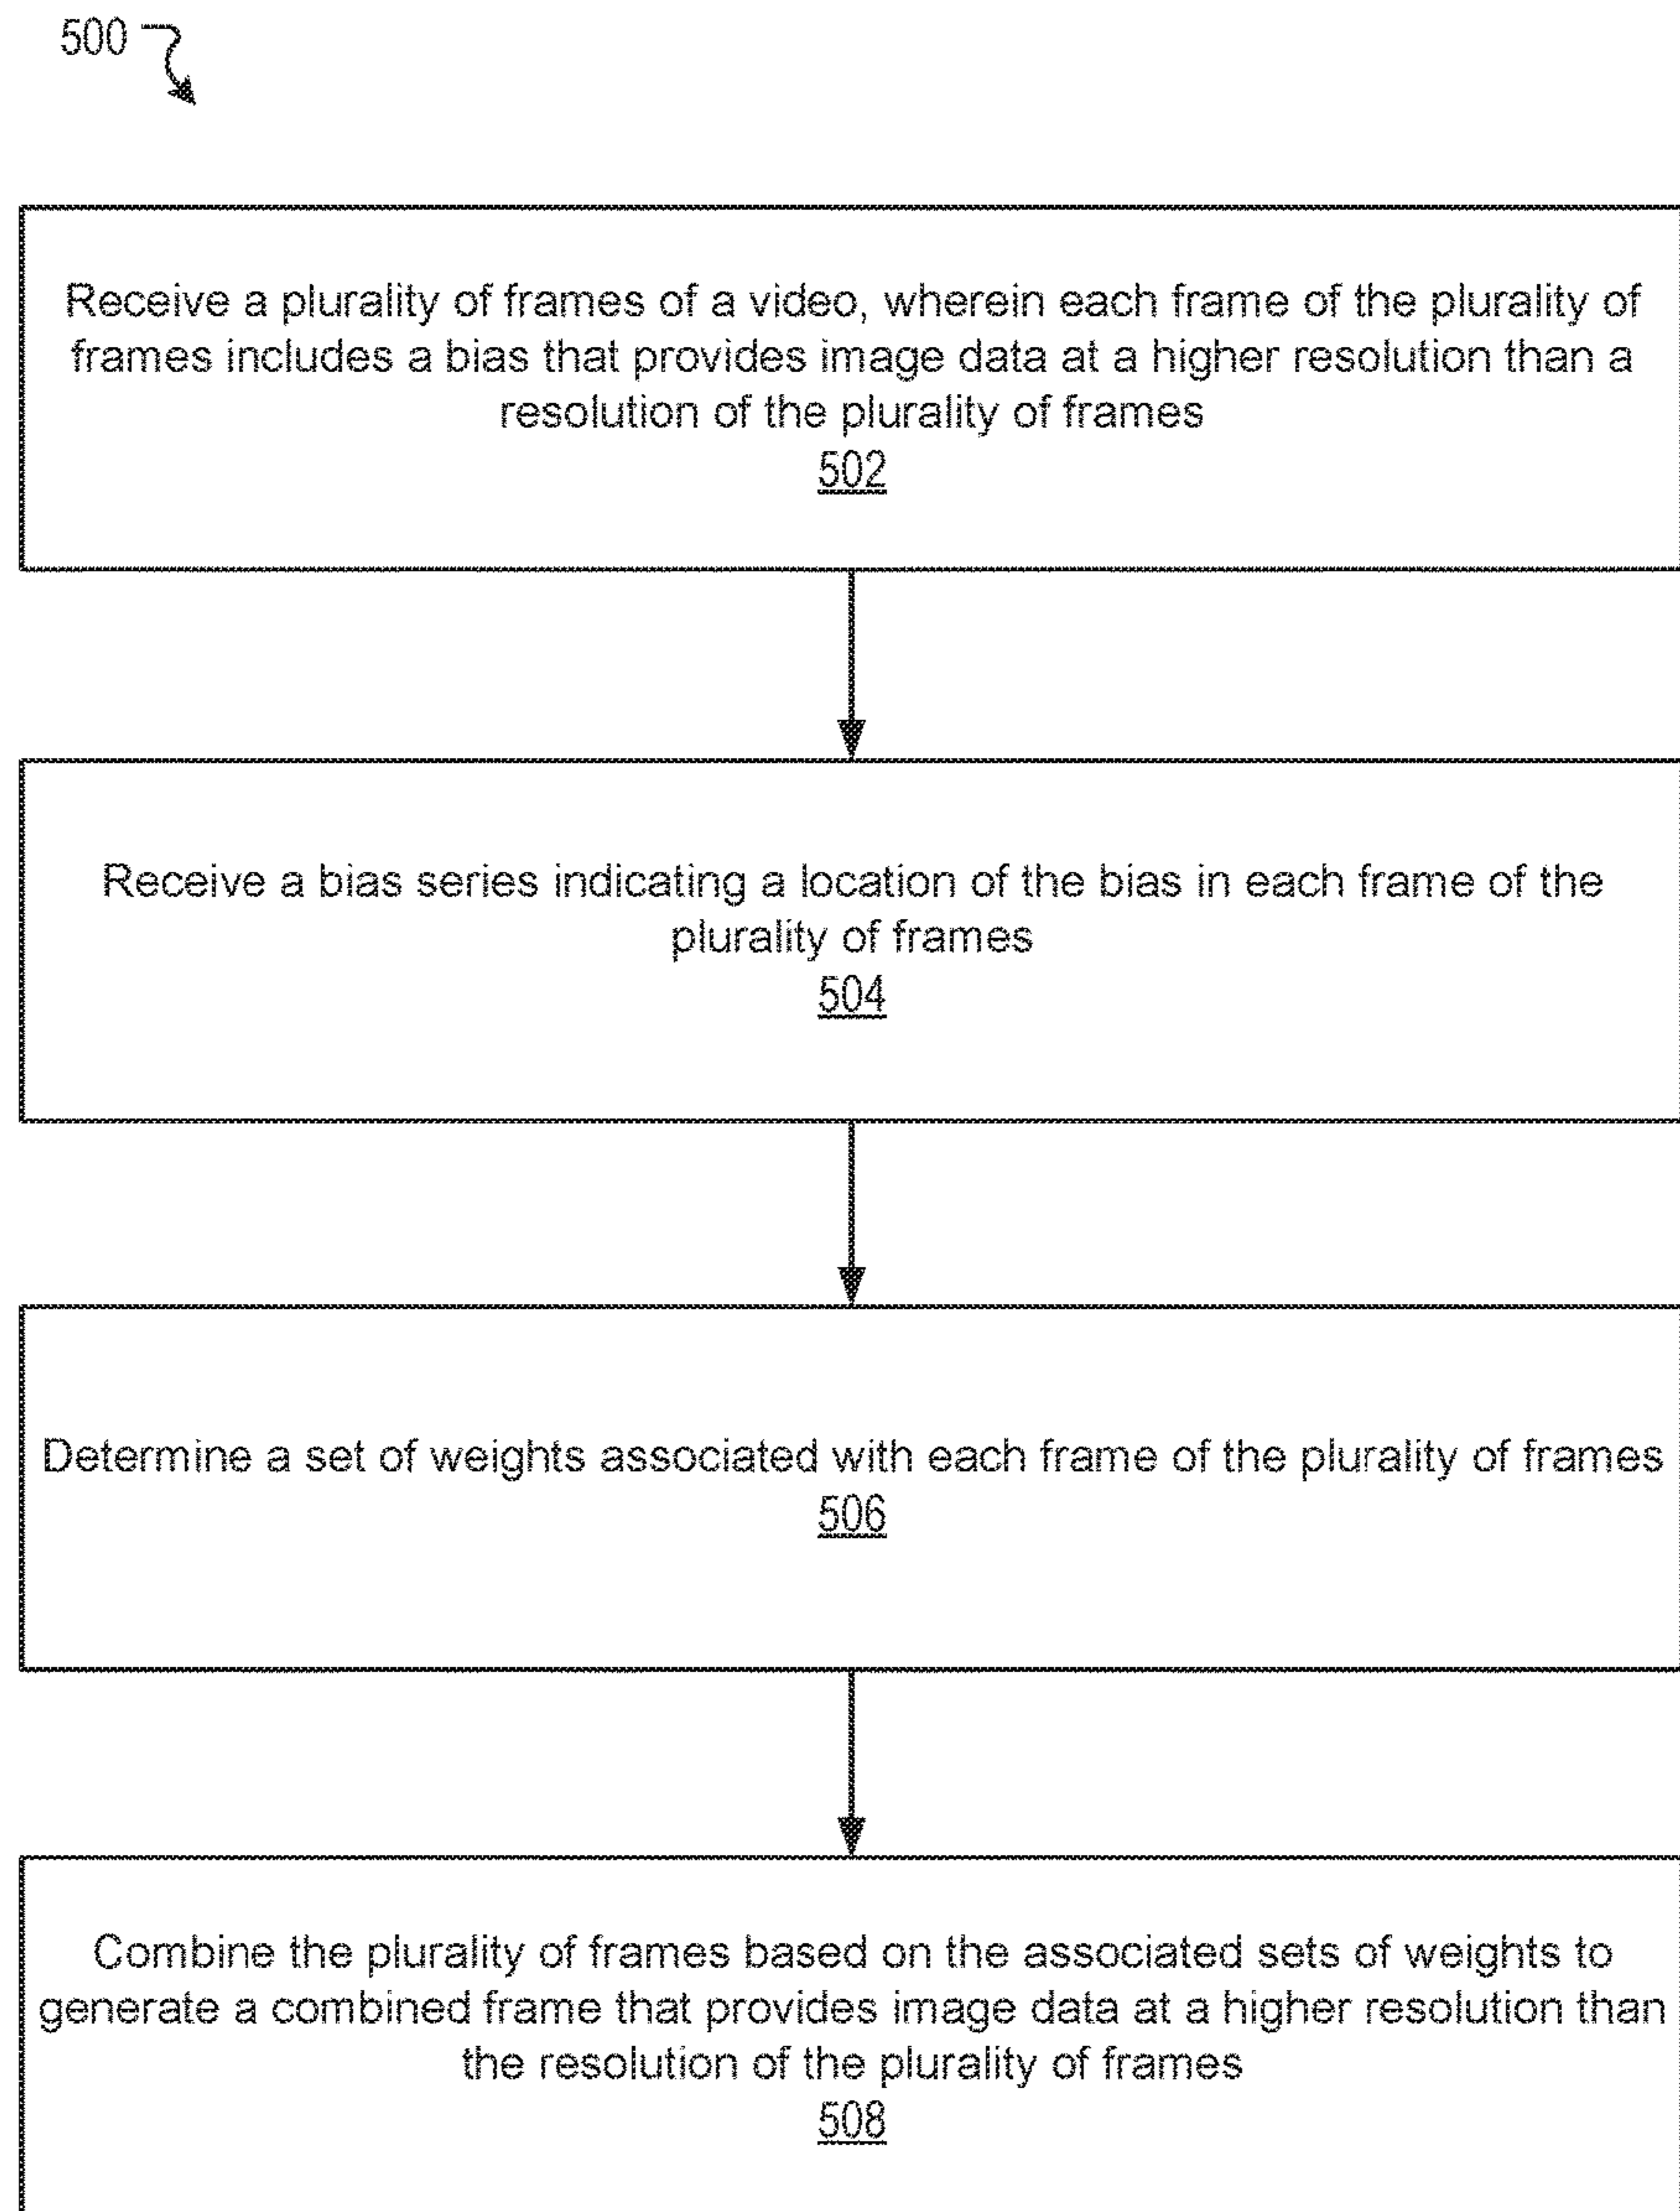 500
Receive a plurality of frames of a video, wherein each frame of the plurality of
frames includes a bias that provides image data at a higher resolution than a
resolution of the plurality of frames
502
Receive a bias series indicating a location of the bias in each frame of the
plurality of frames
504
Determine a set of weights associated with each frame of the plurality of frames
506
Combine the plurality of frames based on the associated sets of weights to
generate a combined frame that provides image data at a higher resolution than
the resolution of the plurality of frames
508